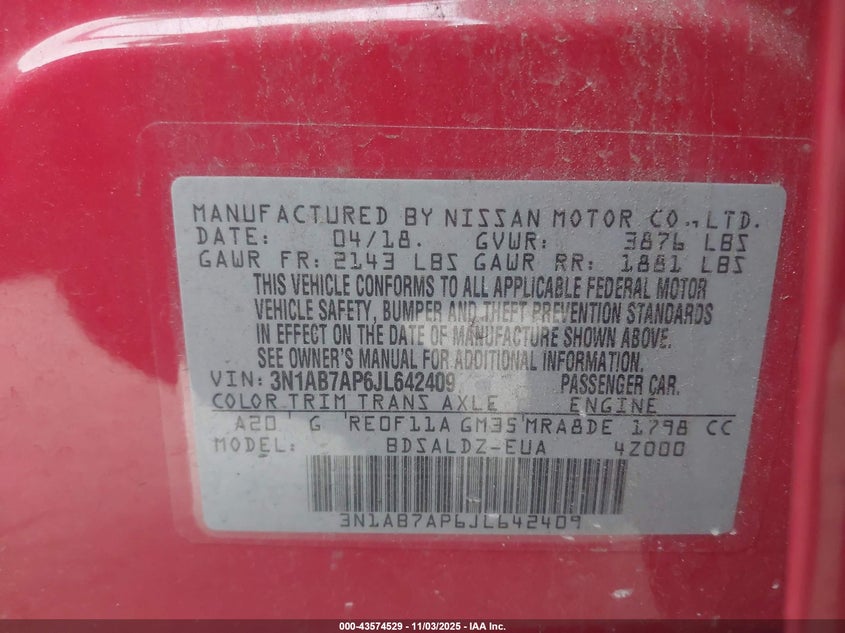 MANUFACTURED BY NISSAN MOTOR CO.,LTD.
DATE: 04/18. GVWR: 3876 LBS
GAWR FR: 2143 LBS GAWR RR: 1881 LBS
THIS VEHICLE CONFORMS TO ALL APPLICABLE FEDERAL MOTOR
VEHICLE SAFETY, BUMPER AND THEFT PREVENTION STANDARDS
IN EFFECT ON THE DATE OF MANUFACTURE SHOWN ABOVE.
SEE OWNER'S MANUAL FOR ADDITIONAL INFORMATION.
VIN: 3N1AB7AP6JL642409 PASSENGER CAR.
COLOR TRIM TRANS AXLE ENGINE
A20 G RE0F11A GM35 MRA8DE 1798 CC
MODEL: BDSALDZ-EUA 4Z000
3N1AB7AP6JL642409
000-43574529 - 11/03/2025 - IAA Inc.